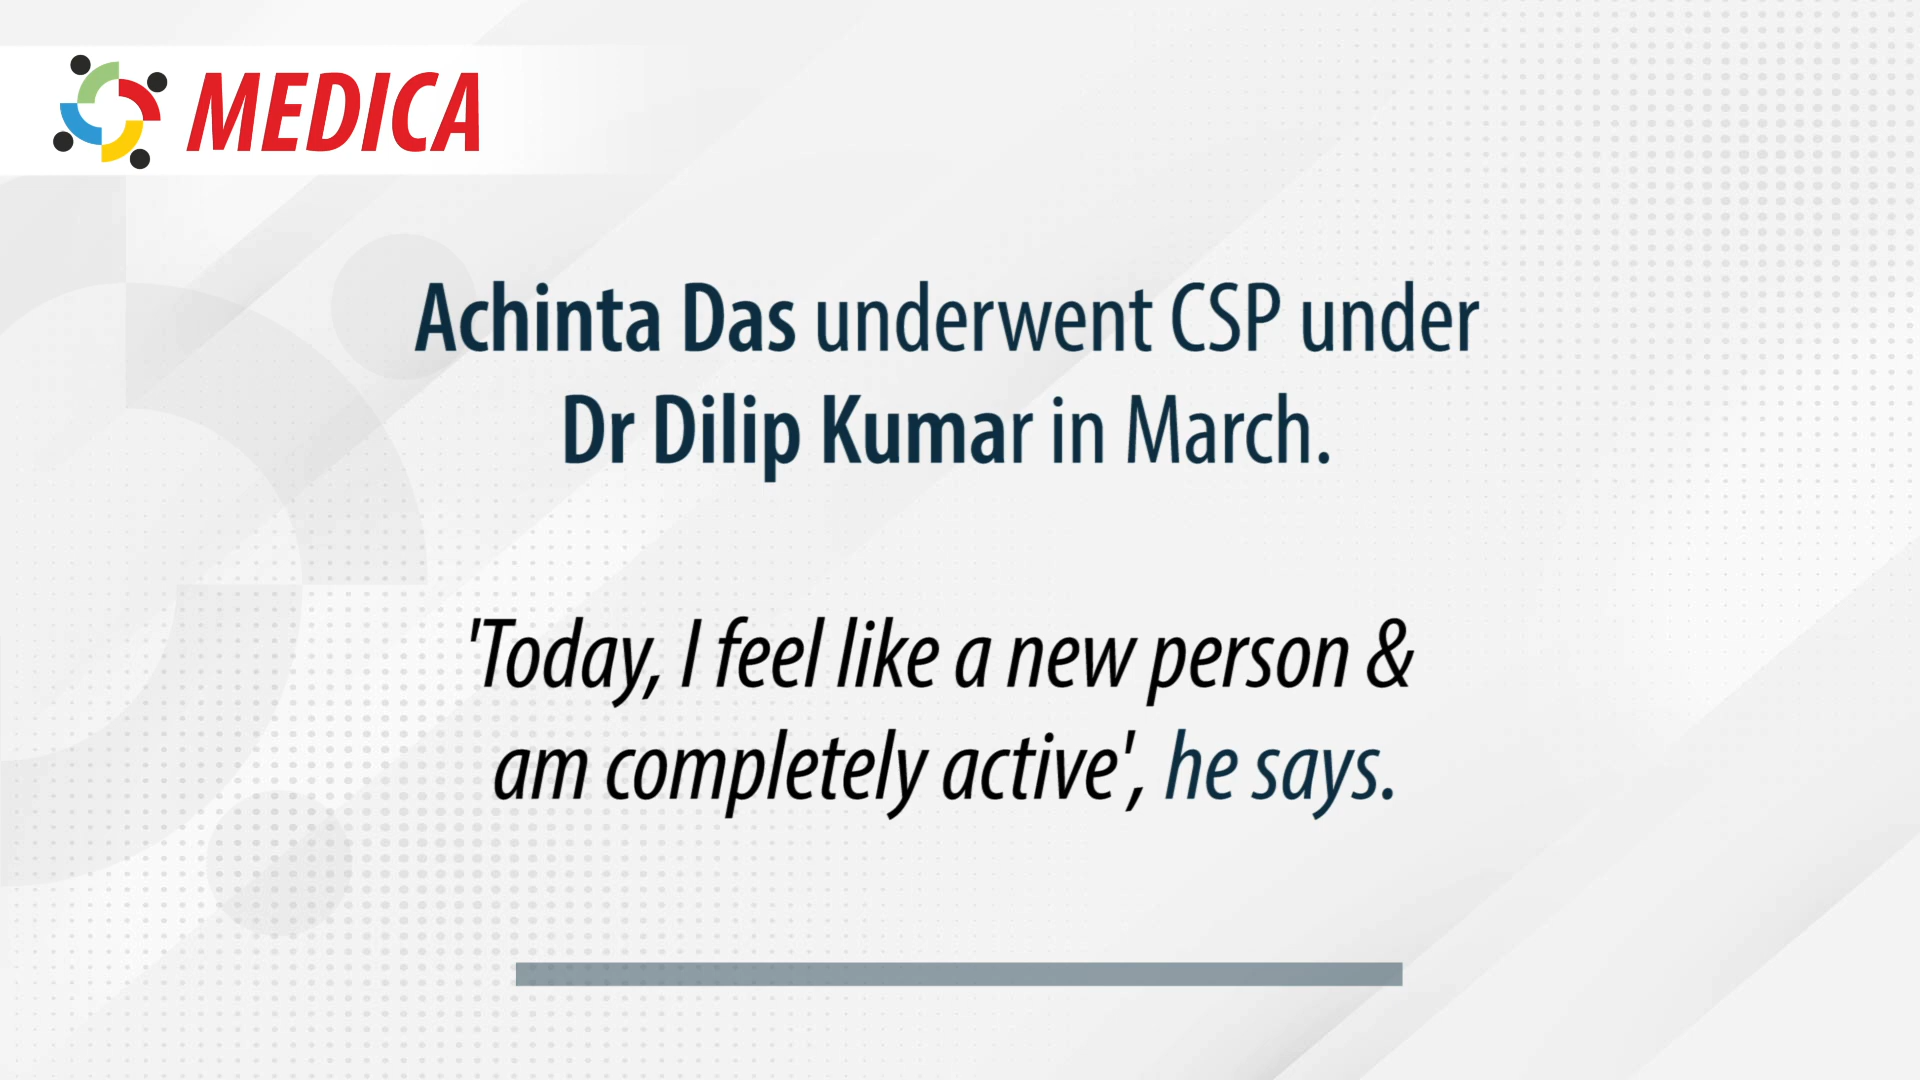 MEDICA
Achinta Das underwent CSP under
Dr Dilip Kumar in March.
'Today, I feel like a new person &
am completely active', he says.